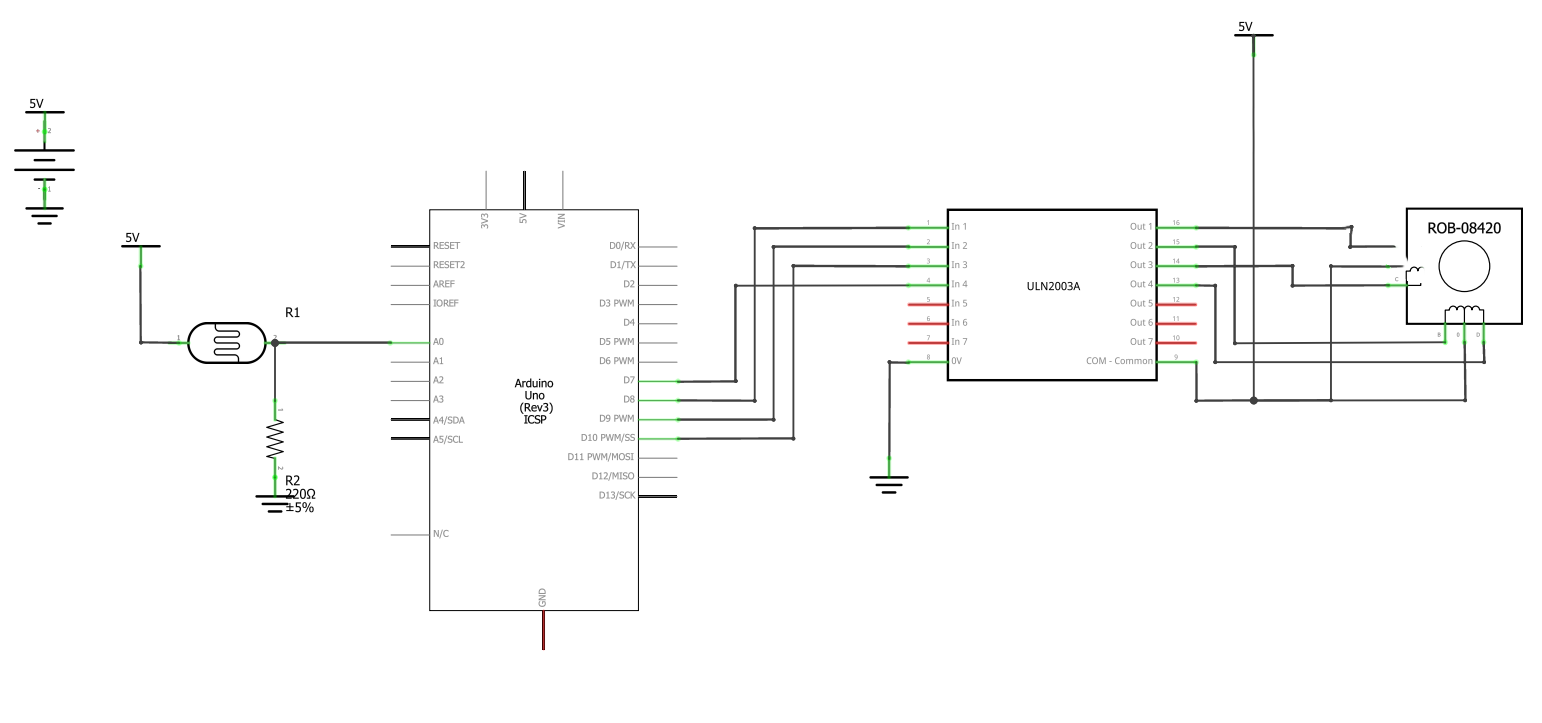 5V
5V
+ 2
- 1
5V
1
2
R1
1
2
R2
220Ω
±5%
3V3
5V
VIN
RESET
RESET2
AREF
IOREF
A0
A1
A2
A3
A4/SDA
A5/SCL
N/C
Arduino
Uno
(Rev3)
ICSP
D0/RX
D1/TX
D2
D3 PWM
D4
D5 PWM
D6 PWM
D7
D8
D9 PWM
D10 PWM/SS
D11 PWM/MOSI
D12/MISO
D13/SCK
GND
1 In 1
2 In 2
3 In 3
4 In 4
5 In 5
6 In 6
7 In 7
8 0V
ULN2003A
Out 1 16
Out 2 15
Out 3 14
Out 4 13
Out 5 12
Out 6 11
Out 7 10
COM - Common 9
ROB-08420
C
B
D